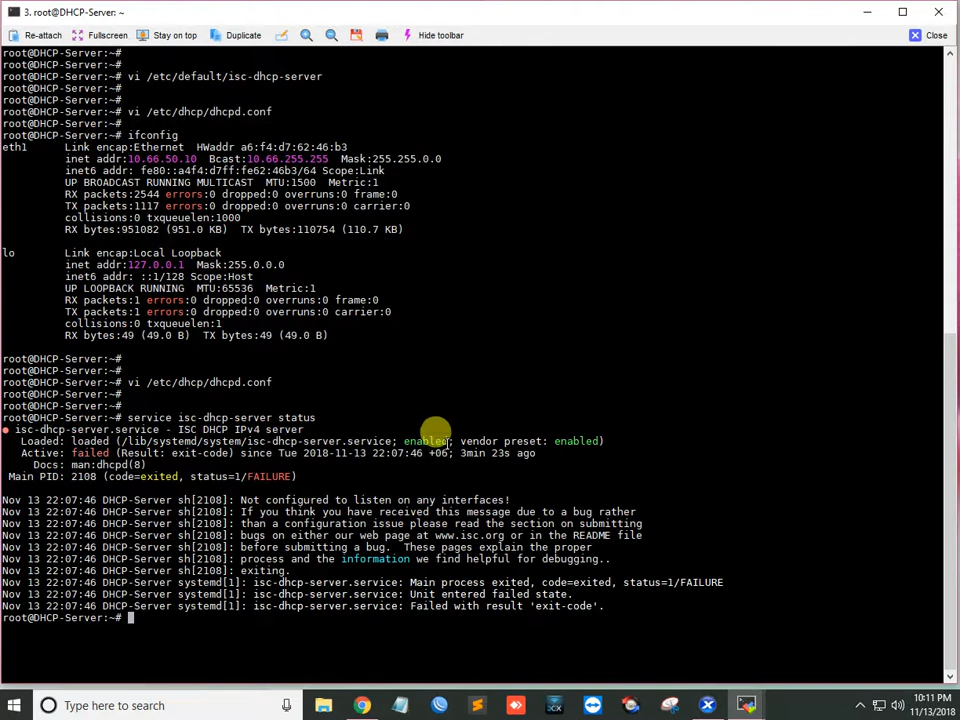 3. root@DHCP-Server: ~
Re-attach Fullscreen Stay on top Duplicate Hide toolbar Close
root@DHCP-Server:~#
root@DHCP-Server:~#
root@DHCP-Server:~# vi /etc/default/isc-dhcp-server
root@DHCP-Server:~#
root@DHCP-Server:~#
root@DHCP-Server:~# vi /etc/dhcp/dhcpd.conf
root@DHCP-Server:~#
root@DHCP-Server:~# ifconfig
eth1 Link encap:Ethernet HWaddr a6:f4:d7:62:46:b3
inet addr:10.66.50.10 Bcast:10.66.255.255 Mask:255.255.0.0
inet6 addr: fe80::a4f4:d7ff:fe62:46b3/64 Scope:Link
UP BROADCAST RUNNING MULTICAST MTU:1500 Metric:1
RX packets:2544 errors:0 dropped:0 overruns:0 frame:0
TX packets:1117 errors:0 dropped:0 overruns:0 carrier:0
collisions:0 txqueuelen:1000
RX bytes:951082 (951.0 KB) TX bytes:110754 (110.7 KB)
lo Link encap:Local Loopback
inet addr:127.0.0.1 Mask:255.0.0.0
inet6 addr: ::1/128 Scope:Host
UP LOOPBACK RUNNING MTU:65536 Metric:1
RX packets:1 errors:0 dropped:0 overruns:0 frame:0
TX packets:1 errors:0 dropped:0 overruns:0 carrier:0
collisions:0 txqueuelen:1
RX bytes:49 (49.0 B) TX bytes:49 (49.0 B)
root@DHCP-Server:~#
root@DHCP-Server:~#
root@DHCP-Server:~# vi /etc/dhcp/dhcpd.conf
root@DHCP-Server:~#
root@DHCP-Server:~#
root@DHCP-Server:~# service isc-dhcp-server status
● isc-dhcp-server.service - ISC DHCP IPv4 server
Loaded: loaded (/lib/systemd/system/isc-dhcp-server.service; enabled; vendor preset: enabled)
Active: failed (Result: exit-code) since Tue 2018-11-13 22:07:46 +06; 3min 23s ago
Docs: man:dhcpd(8)
Main PID: 2108 (code=exited, status=1/FAILURE)
Nov 13 22:07:46 DHCP-Server sh[2108]: Not configured to listen on any interfaces!
Nov 13 22:07:46 DHCP-Server sh[2108]: If you think you have received this message due to a bug rather
Nov 13 22:07:46 DHCP-Server sh[2108]: than a configuration issue please read the section on submitting
Nov 13 22:07:46 DHCP-Server sh[2108]: bugs on either our web page at www.isc.org or in the README file
Nov 13 22:07:46 DHCP-Server sh[2108]: before submitting a bug. These pages explain the proper
Nov 13 22:07:46 DHCP-Server sh[2108]: process and the information we find helpful for debugging..
Nov 13 22:07:46 DHCP-Server sh[2108]: exiting.
Nov 13 22:07:46 DHCP-Server systemd[1]: isc-dhcp-server.service: Main process exited, code=exited, status=1/FAILURE
Nov 13 22:07:46 DHCP-Server systemd[1]: isc-dhcp-server.service: Unit entered failed state.
Nov 13 22:07:46 DHCP-Server systemd[1]: isc-dhcp-server.service: Failed with result 'exit-code'.
root@DHCP-Server:~#
Type here to search
10:11 PM
11/13/2018